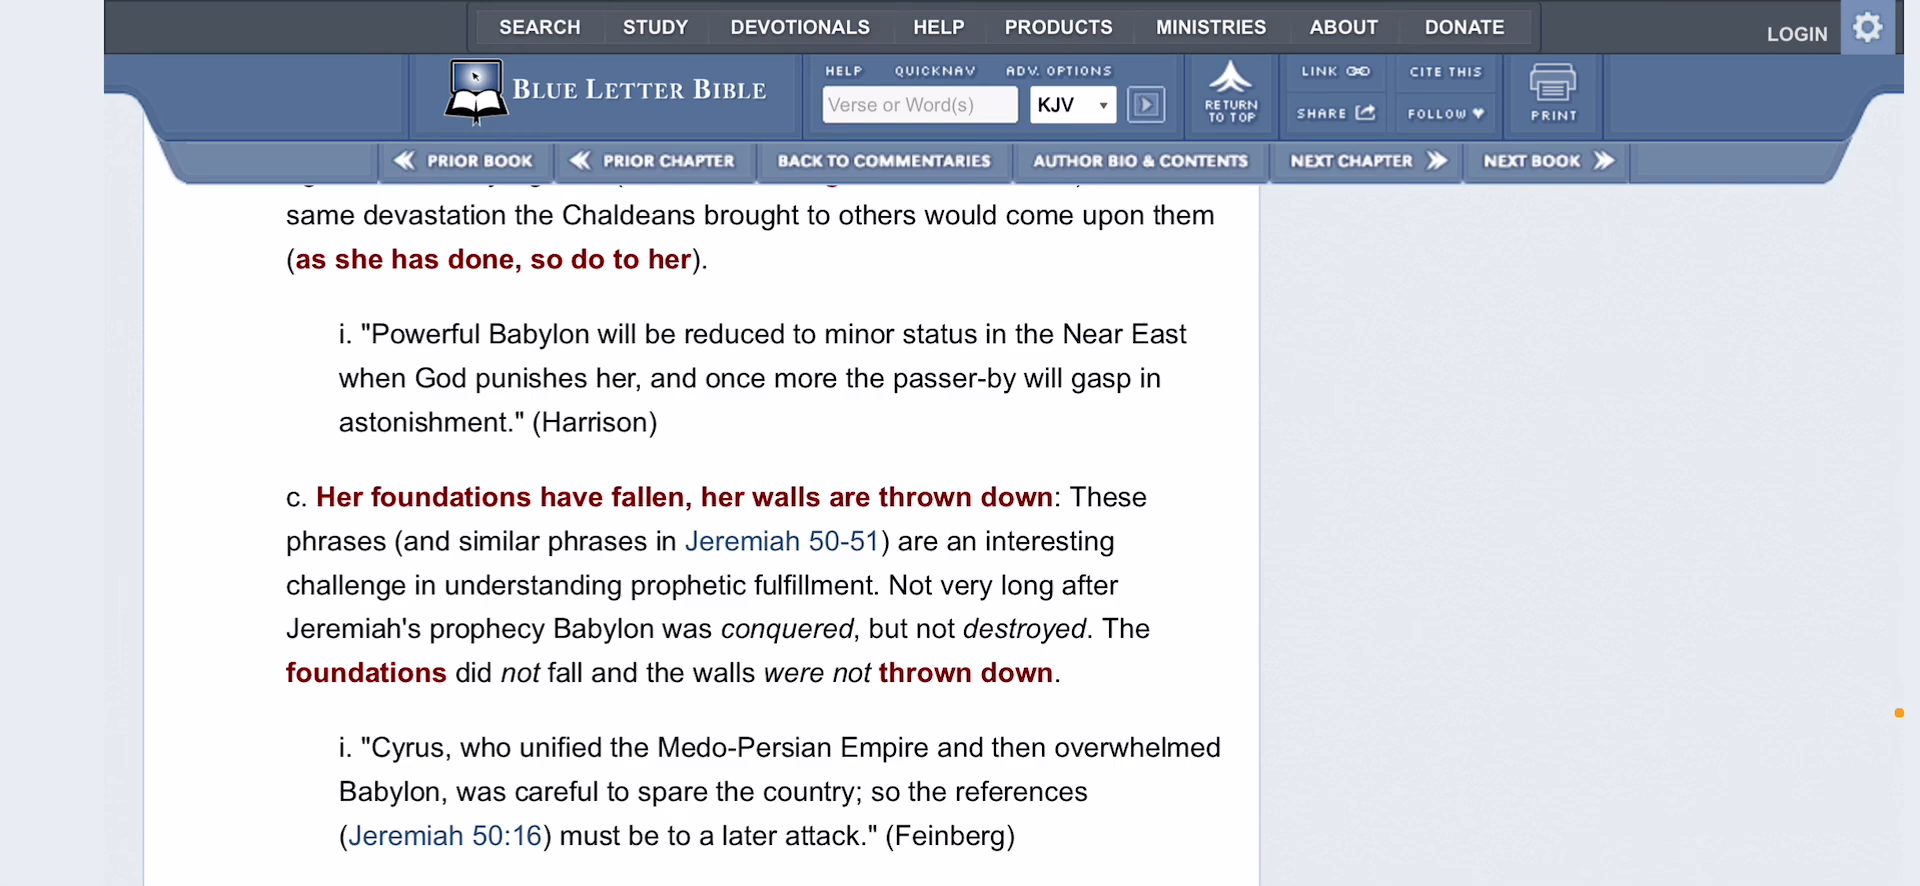 SEARCH STUDY DEVOTIONALS HELP PRODUCTS MINISTRIES ABOUT DONATE LOGIN
BLUE LETTER BIBLE
HELP QUICKNAV ADV. OPTIONS
Verse or Word(s) KJV
RETURN
TO TOP
LINK CITE THIS
SHARE FOLLOW
PRINT
PRIOR BOOK PRIOR CHAPTER BACK TO COMMENTARIES AUTHOR BIO & CONTENTS NEXT CHAPTER NEXT BOOK
same devastation the Chaldeans brought to others would come upon them
(as she has done, so do to her).
i. "Powerful Babylon will be reduced to minor status in the Near East
when God punishes her, and once more the passer-by will gasp in
astonishment." (Harrison)
c. Her foundations have fallen, her walls are thrown down: These
phrases (and similar phrases in Jeremiah 50-51) are an interesting
challenge in understanding prophetic fulfillment. Not very long after
Jeremiah's prophecy Babylon was conquered, but not destroyed. The
foundations did not fall and the walls were not thrown down.
i. "Cyrus, who unified the Medo-Persian Empire and then overwhelmed
Babylon, was careful to spare the country; so the references
(Jeremiah 50:16) must be to a later attack." (Feinberg)